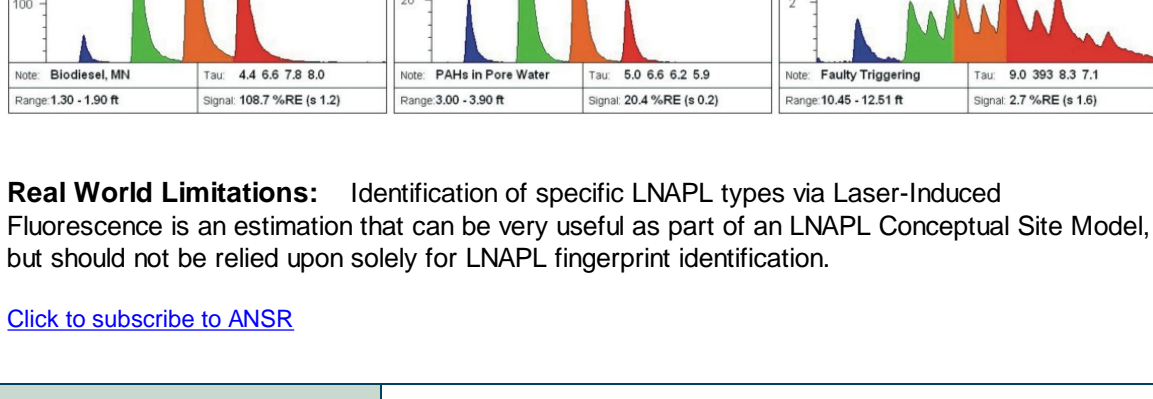 100
20
2
Note: Biodiesel, MN Tau: 4.4 6.6 7.8 8.0
Range: 1.30 - 1.90 ft Signal: 108.7 %RE (s 1.2)
Note: PAHs in Pore Water Tau: 5.0 6.6 6.2 5.9
Range: 3.00 - 3.90 ft Signal: 20.4 %RE (s 0.2)
Note: Faulty Triggering Tau: 9.0 393 8.3 7.1
Range: 10.45 - 12.51 ft Signal: 2.7 %RE (s 1.6)
Real World Limitations: Identification of specific LNAPL types via Laser-Induced
Fluorescence is an estimation that can be very useful as part of an LNAPL Conceptual Site Model,
but should not be relied upon solely for LNAPL fingerprint identification.
Click to subscribe to ANSR